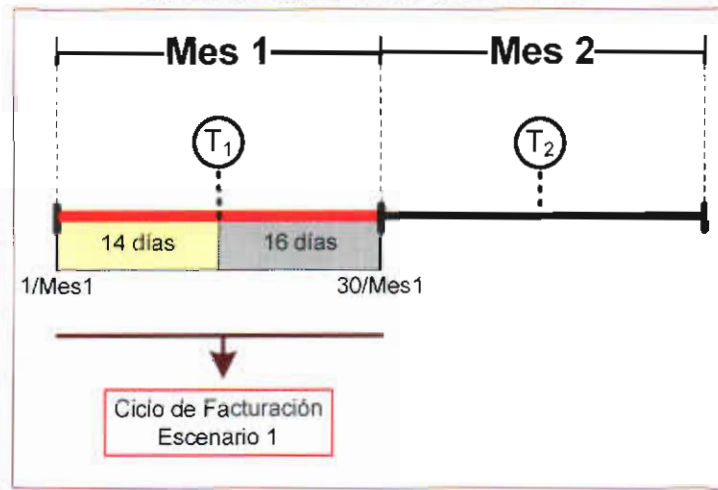 Mes 1
Mes 2
T1
T2
14 días
16 días
1/Mes1
30/Mes1
Ciclo de Facturación
Escenario 1